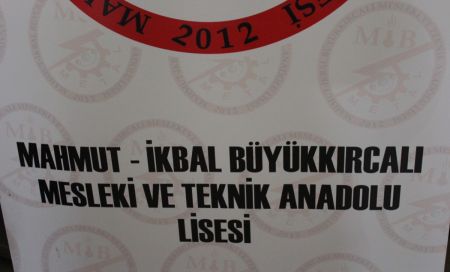 2012
MAHMUT - İKBAL BÜYÜKKIRCALI
MESLEKİ VE TEKNİK ANADOLU
LİSESİ